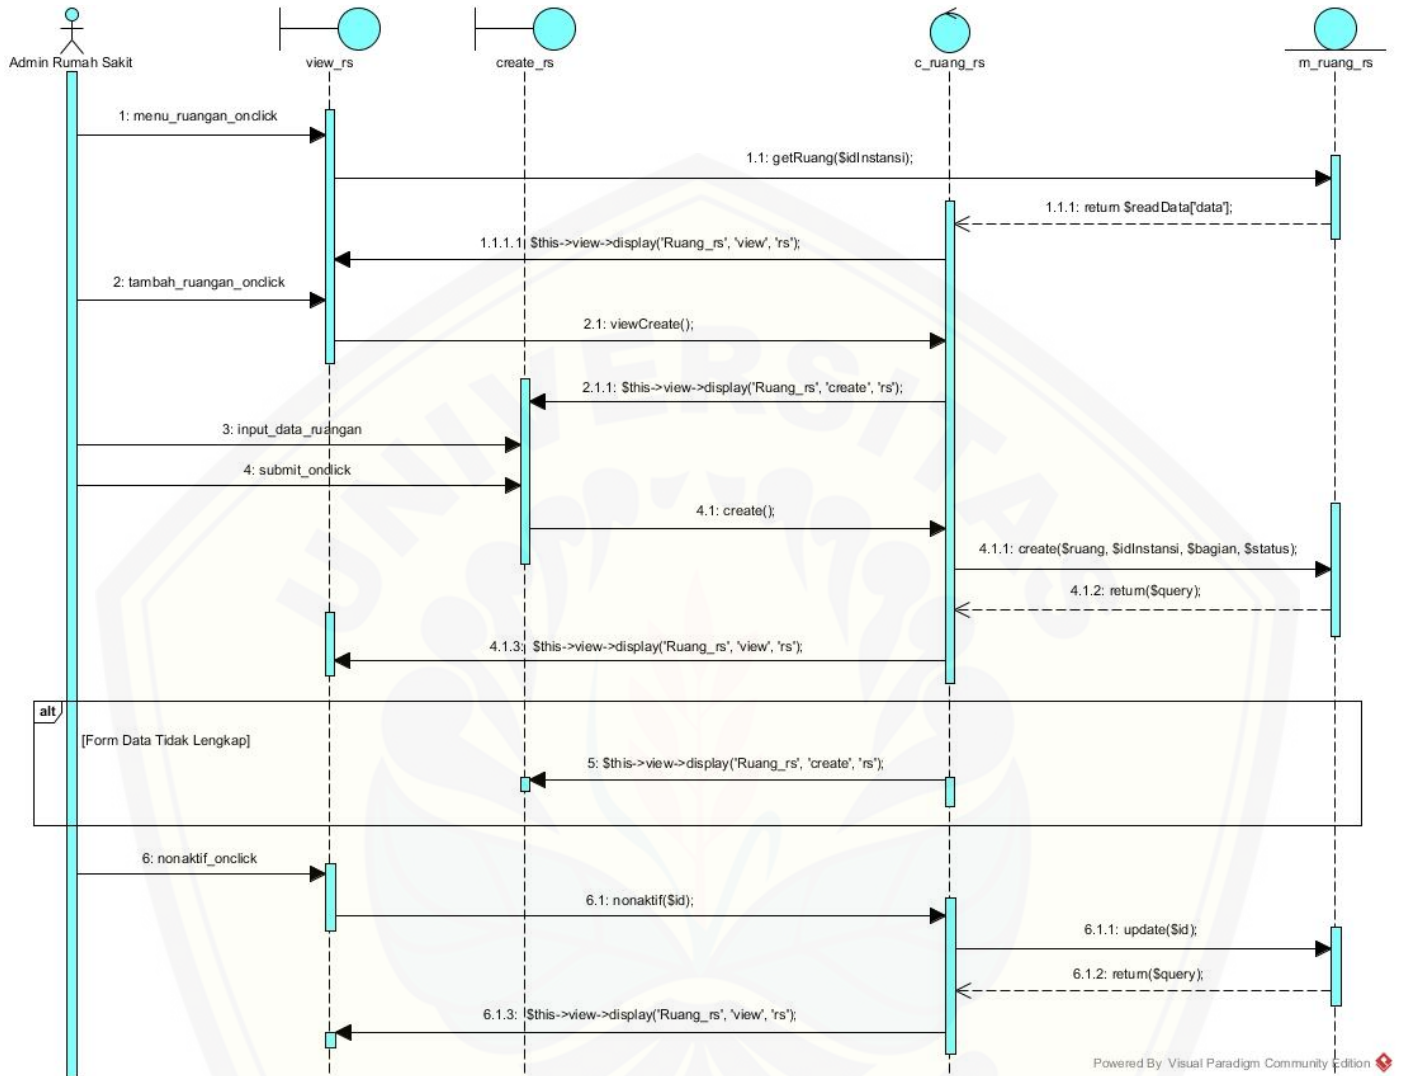 Admin Rumah Sakit
view_rs
create_rs
c_ruang_rs
m_ruang_rs
1: menu_ruangan_onclick
1.1: getRuang($idInstansi);
1.1.1: return $readData['data'];
1.1.1.1: $this->view->display('Ruang_rs', 'view', 'rs');
2: tambah_ruangan_onclick
2.1: viewCreate();
2.1.1: $this->view->display('Ruang_rs', 'create', 'rs');
3: input_data_ruangan
4: submit_onclick
4.1: create();
4.1.1: create($ruang, $idInstansi, $bagian, $status);
4.1.2: return($query);
4.1.3: $this->view->display('Ruang_rs', 'view', 'rs');
alt
[Form Data Tidak Lengkap]
5: $this->view->display('Ruang_rs', 'create', 'rs');
6: nonaktif_onclick
6.1: nonaktif($id);
6.1.1: update($id);
6.1.2: return($query);
6.1.3: $this->view->display('Ruang_rs', 'view', 'rs');
UNIVERSITAS
Powered By Visual Paradigm Community Edition